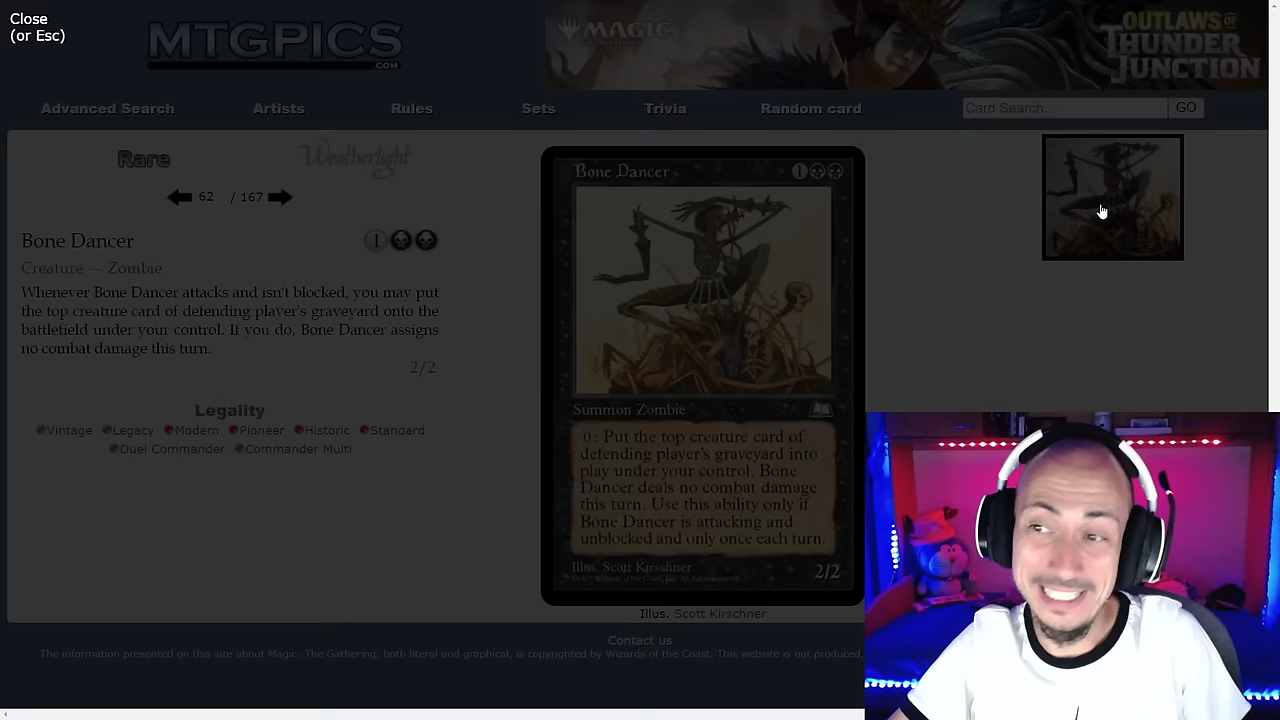 Close
(or Esc)
MTGPICS
.COM
MAGIC
OUTLAWS OF
THUNDER
JUNCTION
Advanced Search
Artists
Rules
Sets
Trivia
Random card
Card Search...
GO
Rare
Weatherlight
62 / 167
Bone Dancer
1
Creature — Zombie
Whenever Bone Dancer attacks and isn't blocked, you may put
the top creature card of defending player's graveyard onto the
battlefield under your control. If you do, Bone Dancer assigns
no combat damage this turn.
2/2
Legality
Vintage Legacy Modern Pioneer Historic Standard
Duel Commander Commander Multi
Bone Dancer
1
Summon Zombie
0: Put the top creature card of
defending player's graveyard into
play under your control. Bone
Dancer deals no combat damage
this turn. Use this ability only if
Bone Dancer is attacking and
unblocked and only once each turn.
Illus. Scott Kirschner
2/2
Illus. Scott Kirschner
Contact us
The information presented on this site about Magic: The Gathering, both literal and graphical, is copyrighted by Wizards of the Coast. This website is not produced,